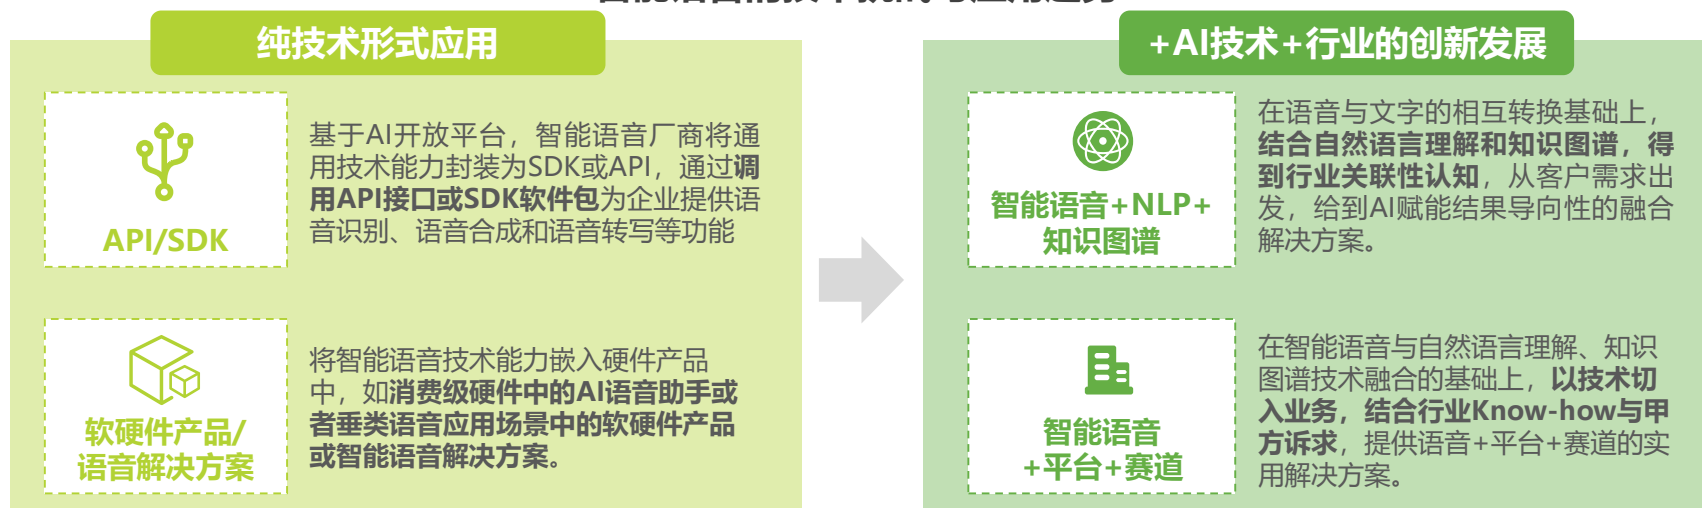 纯技术形式应用
API/SDK
基于AI开放平台，智能语音厂商将通
用技术能力封装为SDK或API，通过调
用API接口或SDK软件包为企业提供语
音识别、语音合成和语音转写等功能
软硬件产品/
语音解决方案
将智能语音技术能力嵌入硬件产品
中，如消费级硬件中的AI语音助手或
者垂类语音应用场景中的软硬件产品
或智能语音解决方案。
+AI技术+行业的创新发展
智能语音+NLP+
知识图谱
在语音与文字的相互转换基础上，
结合自然语言理解和知识图谱，得
到行业关联性认知，从客户需求出
发，给到AI赋能结果导向性的融合
解决方案。
智能语音
+平台+赛道
在智能语音与自然语言理解、知识
图谱技术融合的基础上，以技术切
入业务，结合行业Know-how与甲
方诉求，提供语音+平台+赛道的实
用解决方案。